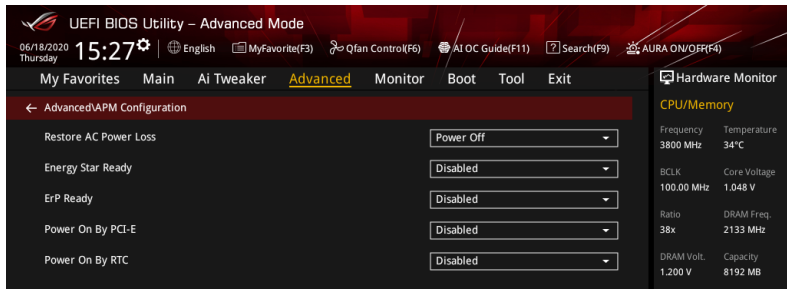 UEFI BIOS Utility – Advanced Mode
06/18/2020 Thursday 15:27 English MyFavorite(F3) Qfan Control(F6) AI OC Guide(F11) Search(F9) AURA ON/OFF(F4)
My Favorites Main Ai Tweaker Advanced Monitor Boot Tool Exit
Advanced\APM Configuration
Restore AC Power Loss Power Off
Energy Star Ready Disabled
ErP Ready Disabled
Power On By PCI-E Disabled
Power On By RTC Disabled
Hardware Monitor
CPU/Memory
Frequency Temperature
3800 MHz 34°C
BCLK Core Voltage
100.00 MHz 1.048 V
Ratio DRAM Freq.
38x 2133 MHz
DRAM Volt. Capacity
1.200 V 8192 MB